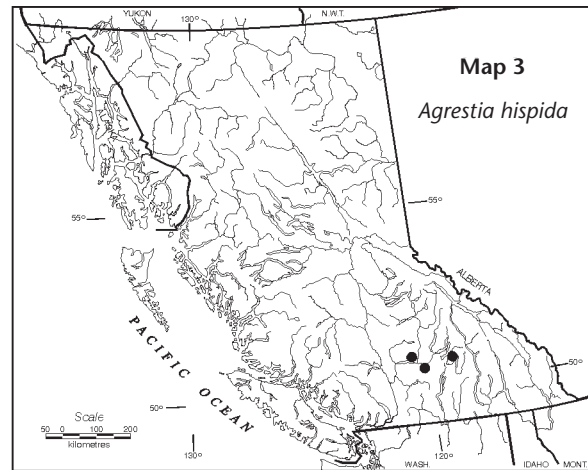 YUKON
130°
N.W.T.
Map 3
Agrestia hispida
55°
55°
ALBERTA
PACIFIC OCEAN
50°
50°
Scale
50 0 100 200
kilometres
130°
120°
WASH.
IDAHO
MONT.